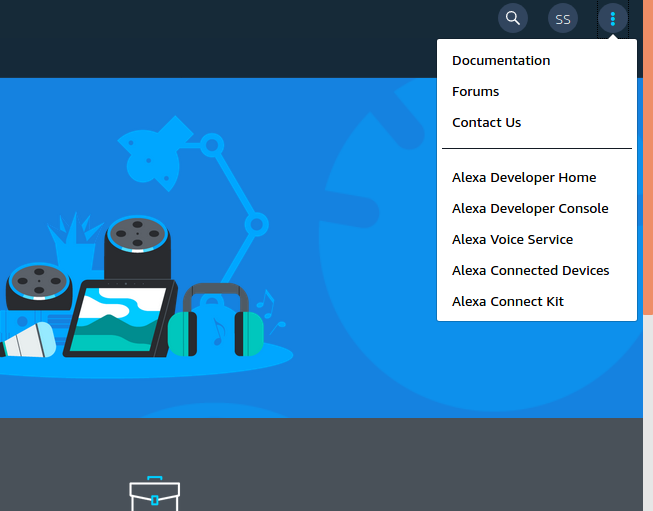 SS
Documentation
Forums
Contact Us
Alexa Developer Home
Alexa Developer Console
Alexa Voice Service
Alexa Connected Devices
Alexa Connect Kit